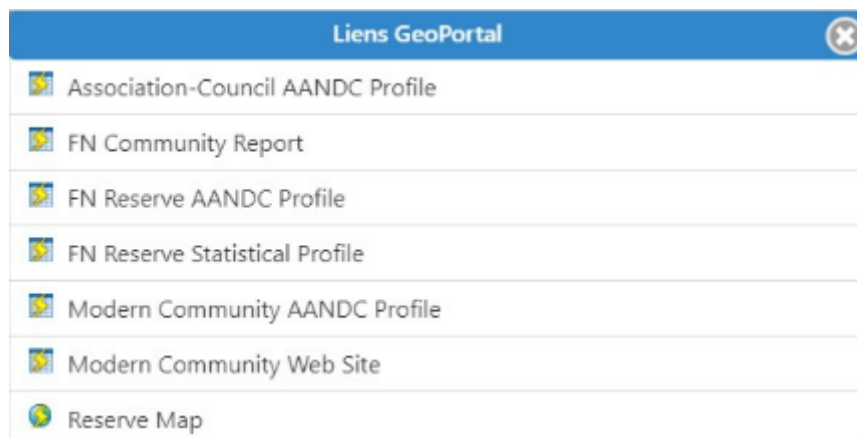 Liens GeoPortal
Association-Council AANDC Profile
FN Community Report
FN Reserve AANDC Profile
FN Reserve Statistical Profile
Modern Community AANDC Profile
Modern Community Web Site
Reserve Map